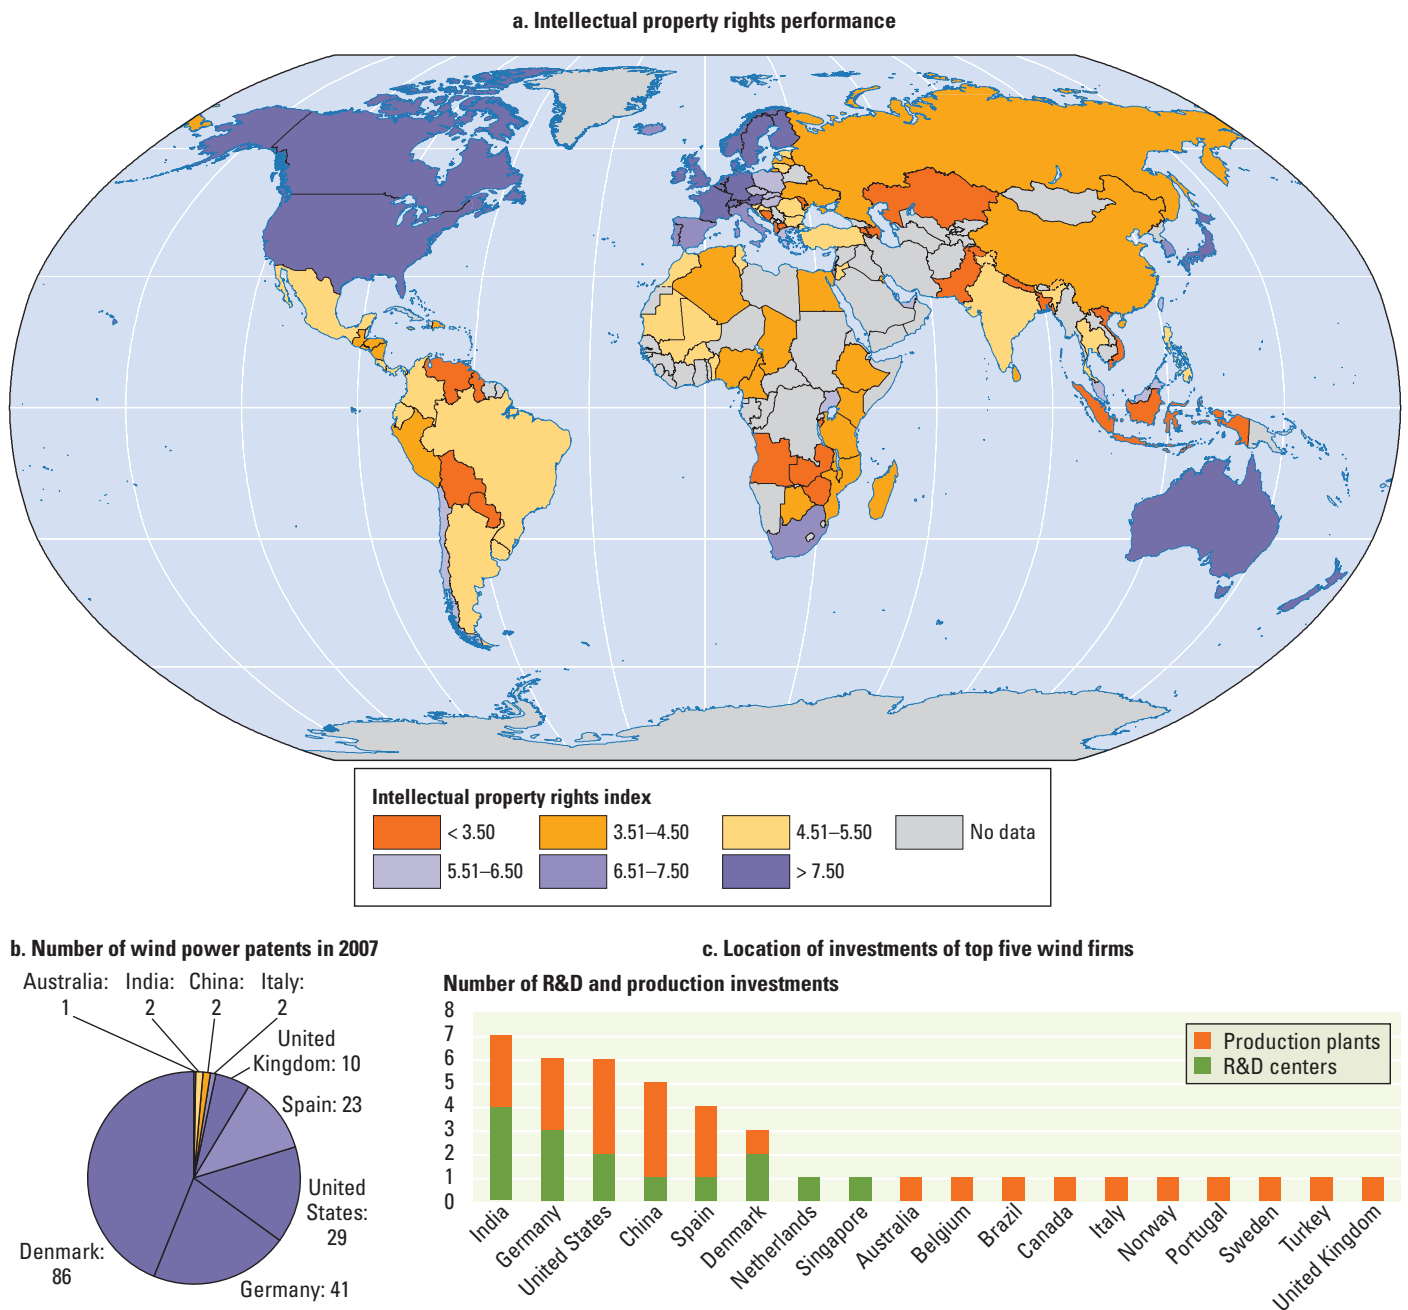 a. Intellectual property rights performance
Intellectual property rights index
< 3.50
3.51–4.50
4.51–5.50
No data
5.51–6.50
6.51–7.50
> 7.50
b. Number of wind power patents in 2007
Australia:
1
India:
2
China:
2
Italy:
2
United
Kingdom: 10
Spain: 23
United
States:
29
Germany: 41
Denmark:
86
c. Location of investments of top five wind firms
Number of R&D and production investments
8
7
6
5
4
3
2
1
0
Production plants
R&D centers
India
Germany
United States
China
Spain
Denmark
Netherlands
Singapore
Australia
Belgium
Brazil
Canada
Italy
Norway
Portugal
Sweden
Turkey
United Kingdom